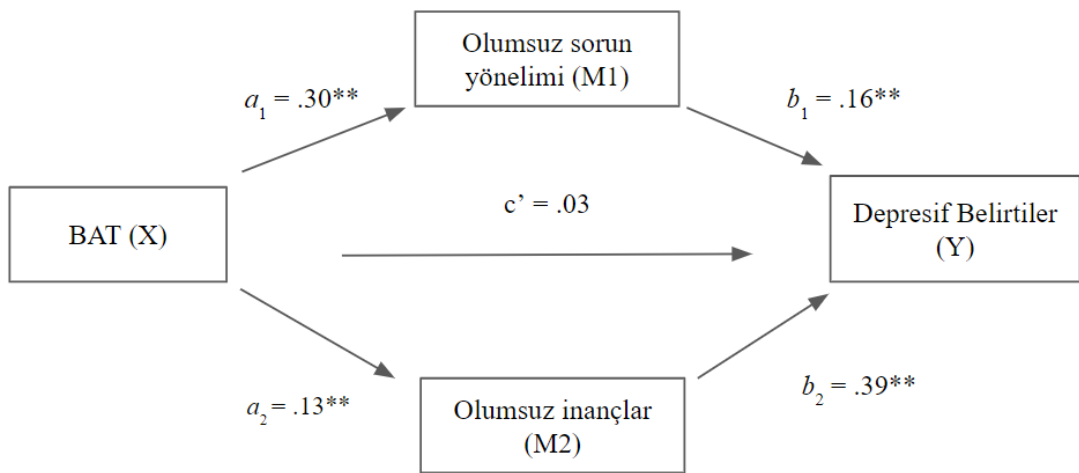 Olumsuz sorun
yönelimi (M1)
a1 = .30**
b1 = .16**
BAT (X)
c’ = .03
Depresif Belirtiler
(Y)
a2 = .13**
Olumsuz inançlar
(M2)
b2 = .39**